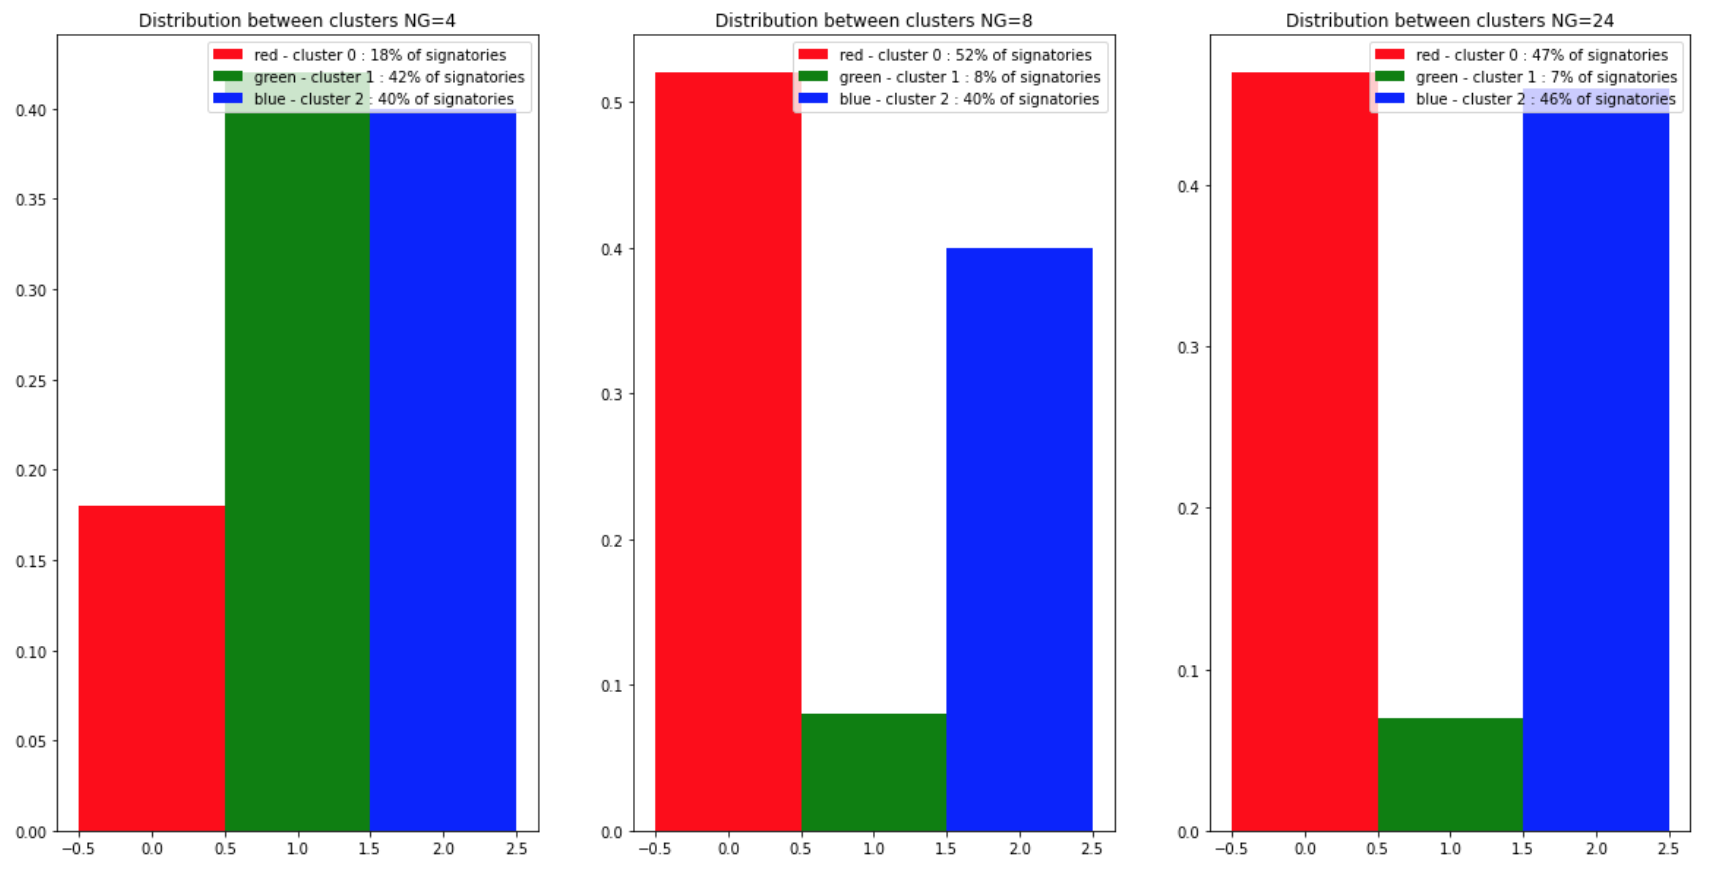 Distribution between clusters NG=4
red - cluster 0 : 18% of signatories
green - cluster 1 : 42% of signatories
blue - cluster 2 : 40% of signatories
0.40
0.35
0.30
0.25
0.20
0.15
0.10
0.05
0.00
−0.5 0.0 0.5 1.0 1.5 2.0 2.5
Distribution between clusters NG=8
red - cluster 0 : 52% of signatories
green - cluster 1 : 8% of signatories
blue - cluster 2 : 40% of signatories
0.5
0.4
0.3
0.2
0.1
0.0
−0.5 0.0 0.5 1.0 1.5 2.0 2.5
Distribution between clusters NG=24
red - cluster 0 : 47% of signatories
green - cluster 1 : 7% of signatories
blue - cluster 2 : 46% of signatories
0.4
0.3
0.2
0.1
0.0
−0.5 0.0 0.5 1.0 1.5 2.0 2.5